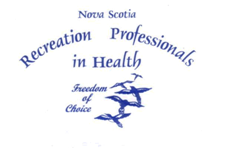 Nova Scotia
Recreation Professionals
in Health
Freedom
of
Choice